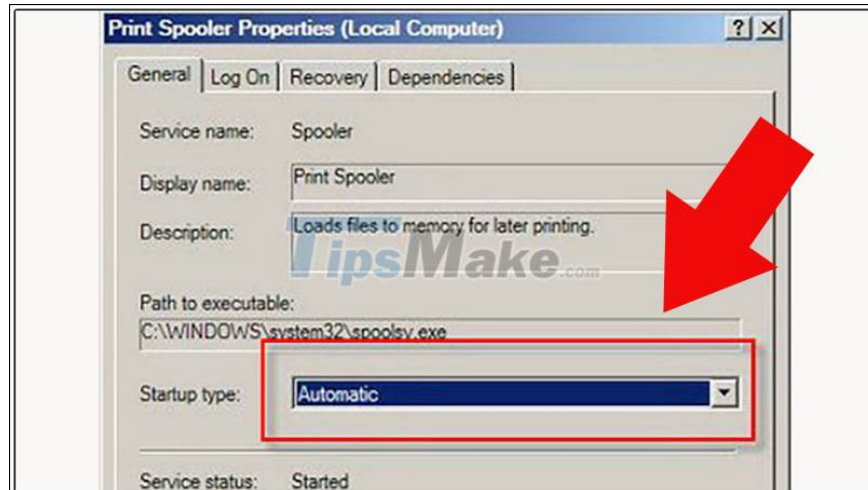 Print Spooler Properties (Local Computer)
? X
General Log On Recovery Dependencies
Service name: Spooler
Display name: Print Spooler
Description: Loads files to memory for later printing.
TipsMake.com
Path to executable:
C:\WINDOWS\system32\spoolsv.exe
Startup type: Automatic
Service status: Started